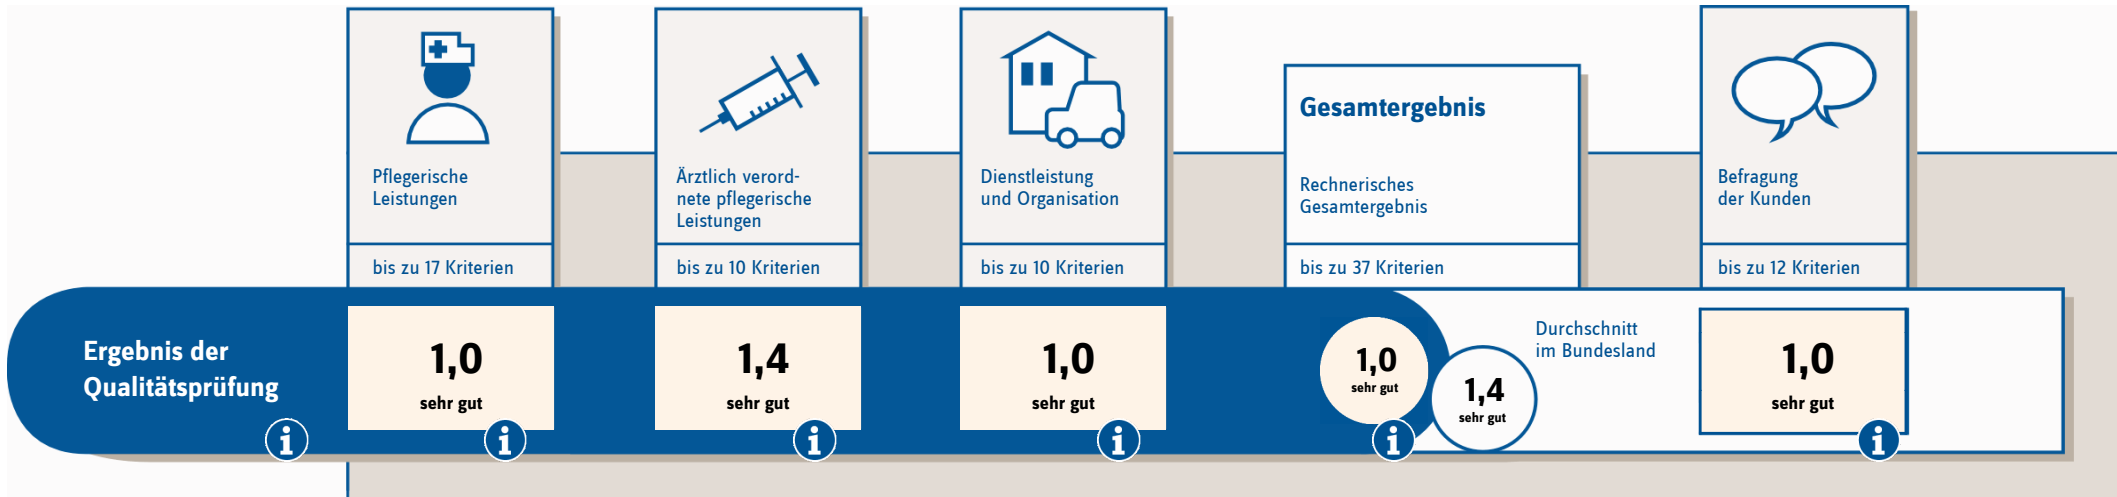 Pflegerische
Leistungen
bis zu 17 Kriterien
Ärztlich verord-
nete pflegerische
Leistungen
bis zu 10 Kriterien
Dienstleistung
und Organisation
bis zu 10 Kriterien
Gesamtergebnis
Rechnerisches
Gesamtergebnis
bis zu 37 Kriterien
Befragung
der Kunden
bis zu 12 Kriterien
Ergebnis der
Qualitätsprüfung
i
1,0
sehr gut
i
1,4
sehr gut
i
1,0
sehr gut
i
1,0
sehr gut
i
1,4
sehr gut
Durchschnitt
im Bundesland
1,0
sehr gut
i